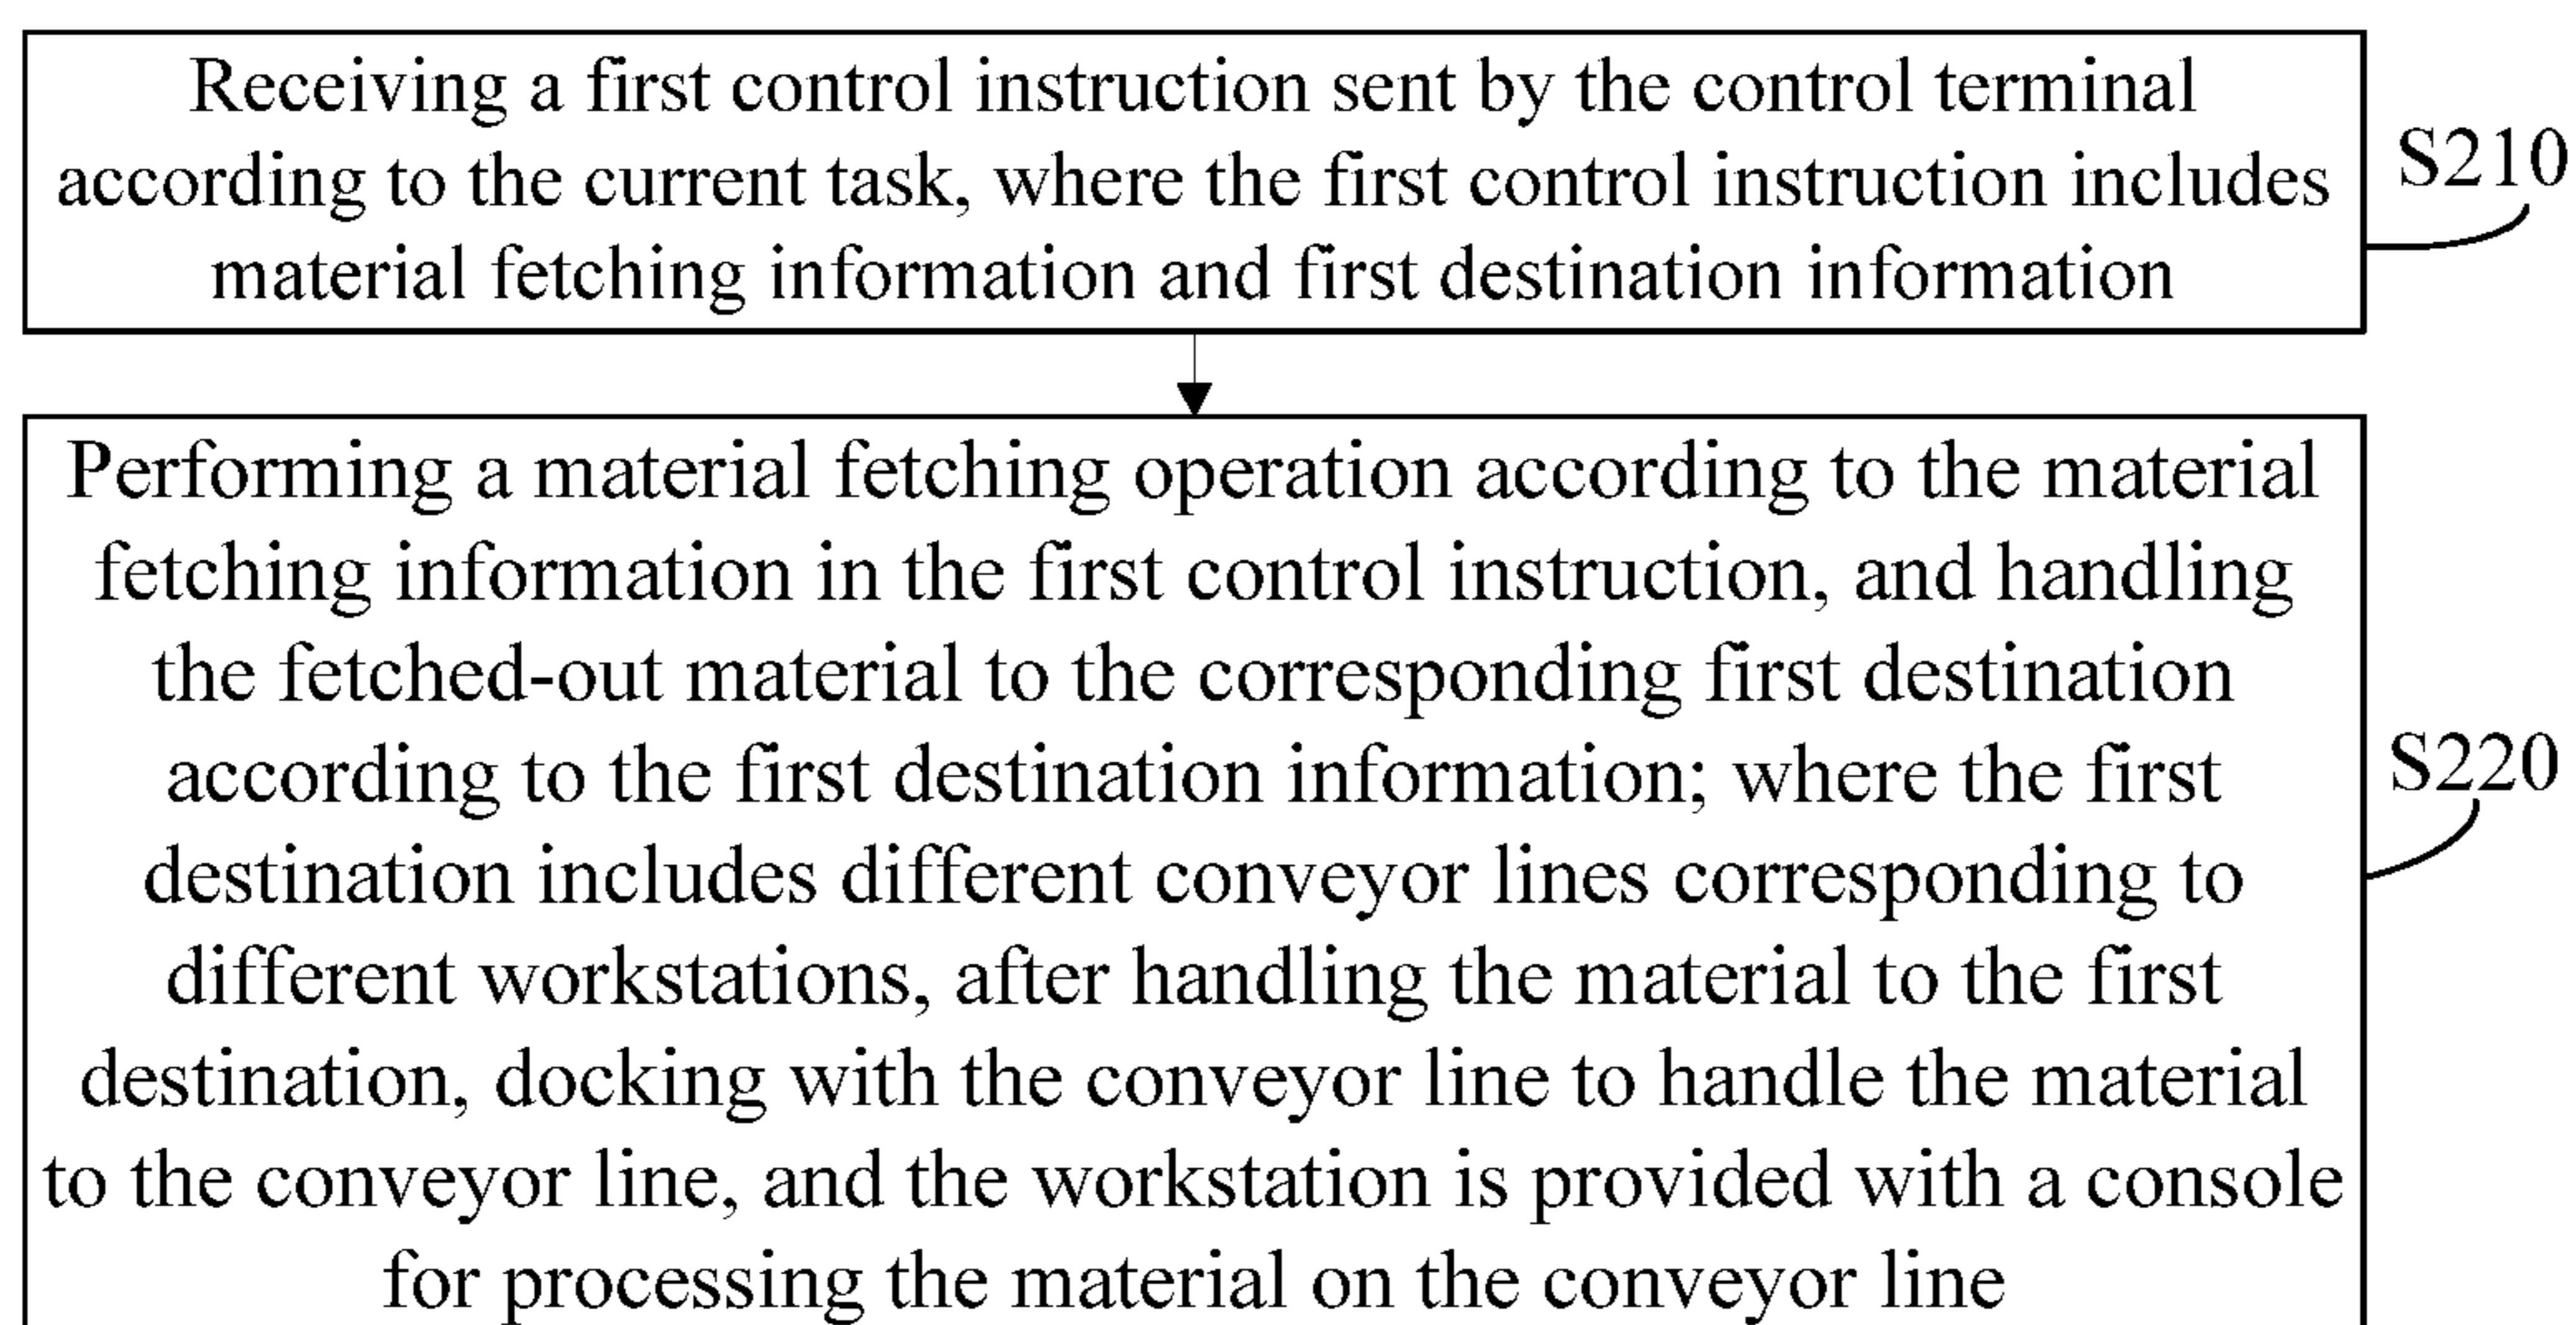 Receiving a first control instruction sent by the control terminal
according to the current task, where the first control instruction includes
material fetching information and first destination information
S210
Performing a material fetching operation according to the material
fetching information in the first control instruction, and handling
the fetched-out material to the corresponding first destination
according to the first destination information; where the first
destination includes different conveyor lines corresponding to
different workstations, after handling the material to the first
destination, docking with the conveyor line to handle the material
to the conveyor line, and the workstation is provided with a console
for processing the material on the conveyor line
S220